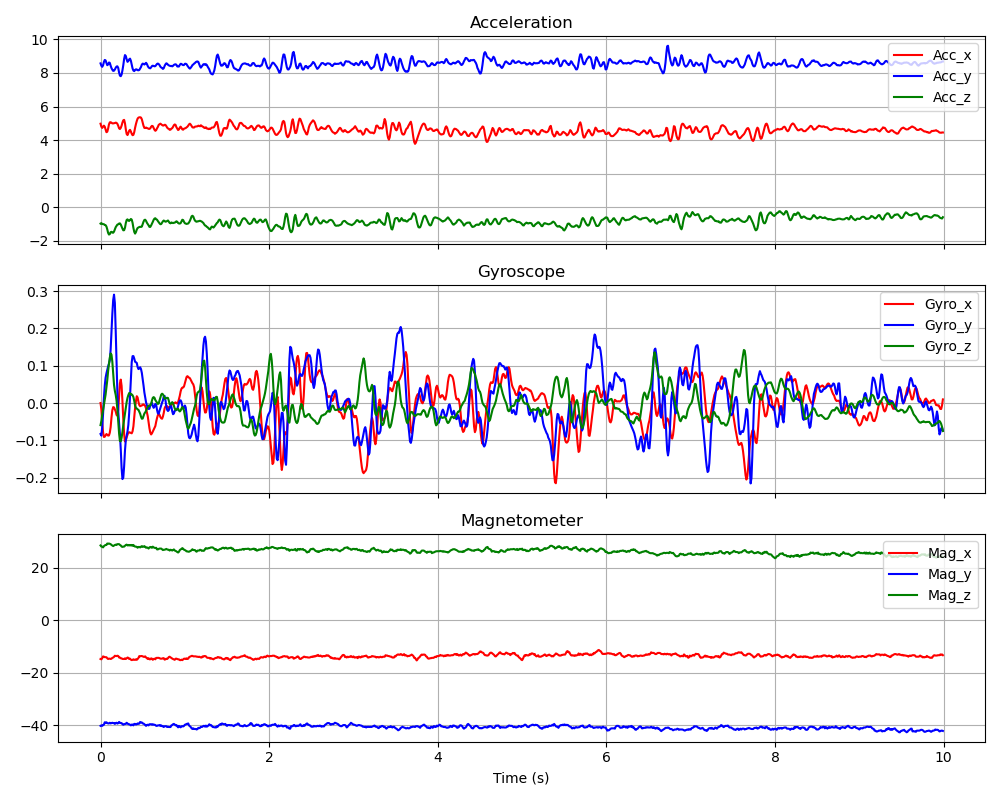 Acceleration
10
8
6
4
2
0
−2
Acc_x
Acc_y
Acc_z
Gyroscope
0.3
0.2
0.1
0.0
−0.1
−0.2
Gyro_x
Gyro_y
Gyro_z
Magnetometer
20
0
−20
−40
Mag_x
Mag_y
Mag_z
0 2 4 6 8 10
Time (s)